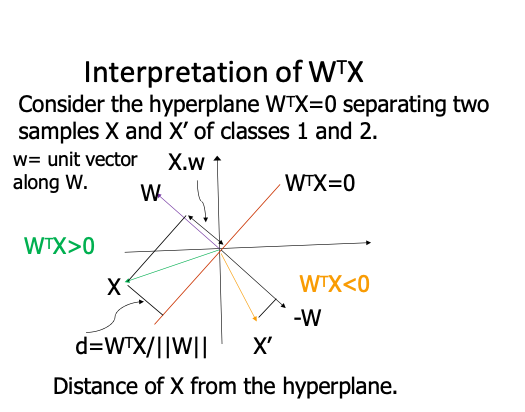 Interpretation of WᵀX
Consider the hyperplane WᵀX=0 separating two
samples X and X′ of classes 1 and 2.
w= unit vector
along W.
X.w
W
WᵀX=0
WᵀX>0
X
WᵀX<0
-W
d=WᵀX/||W||
X′
Distance of X from the hyperplane.